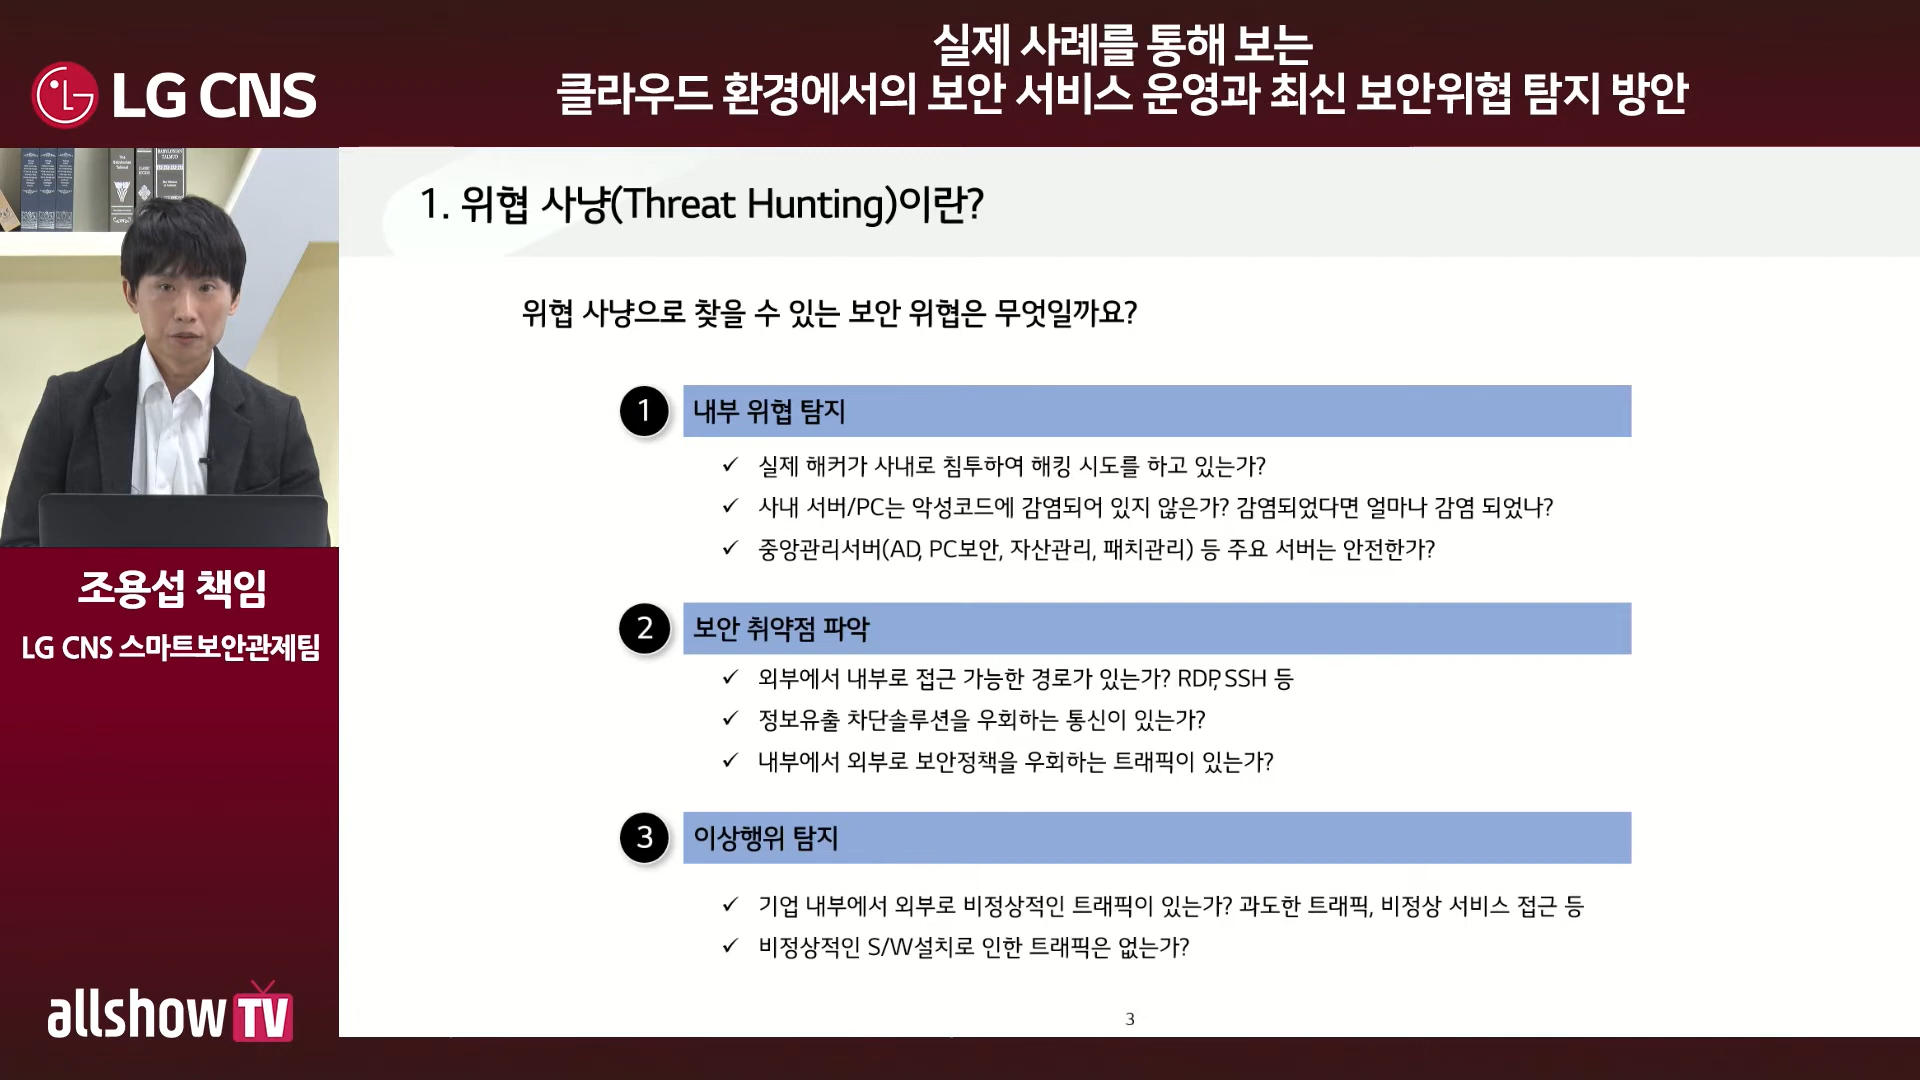 실제 사례를 통해 보는
클라우드 환경에서의 보안 서비스 운영과 최신 보안위협 탐지 방안
LG CNS
1. 위협 사냥(Threat Hunting)이란?
위협 사냥으로 찾을 수 있는 보안 위협은 무엇일까요?
1 내부 위협 탐지
✓ 실제 해커가 사내로 침투하여 해킹 시도를 하고 있는가?
✓ 사내 서버/PC는 악성코드에 감염되어 있지 않은가? 감염되었다면 얼마나 감염 되었나?
✓ 중앙관리서버(AD, PC보안, 자산관리, 패치관리) 등 주요 서버는 안전한가?
2 보안 취약점 파악
✓ 외부에서 내부로 접근 가능한 경로가 있는가? RDP, SSH 등
✓ 정보유출 차단솔루션을 우회하는 통신이 있는가?
✓ 내부에서 외부로 보안정책을 우회하는 트래픽이 있는가?
3 이상행위 탐지
✓ 기업 내부에서 외부로 비정상적인 트래픽이 있는가? 과도한 트래픽, 비정상 서비스 접근 등
✓ 비정상적인 S/W설치로 인한 트래픽은 없는가?
3
조용섭 책임
LG CNS 스마트보안관제팀
allshow TV